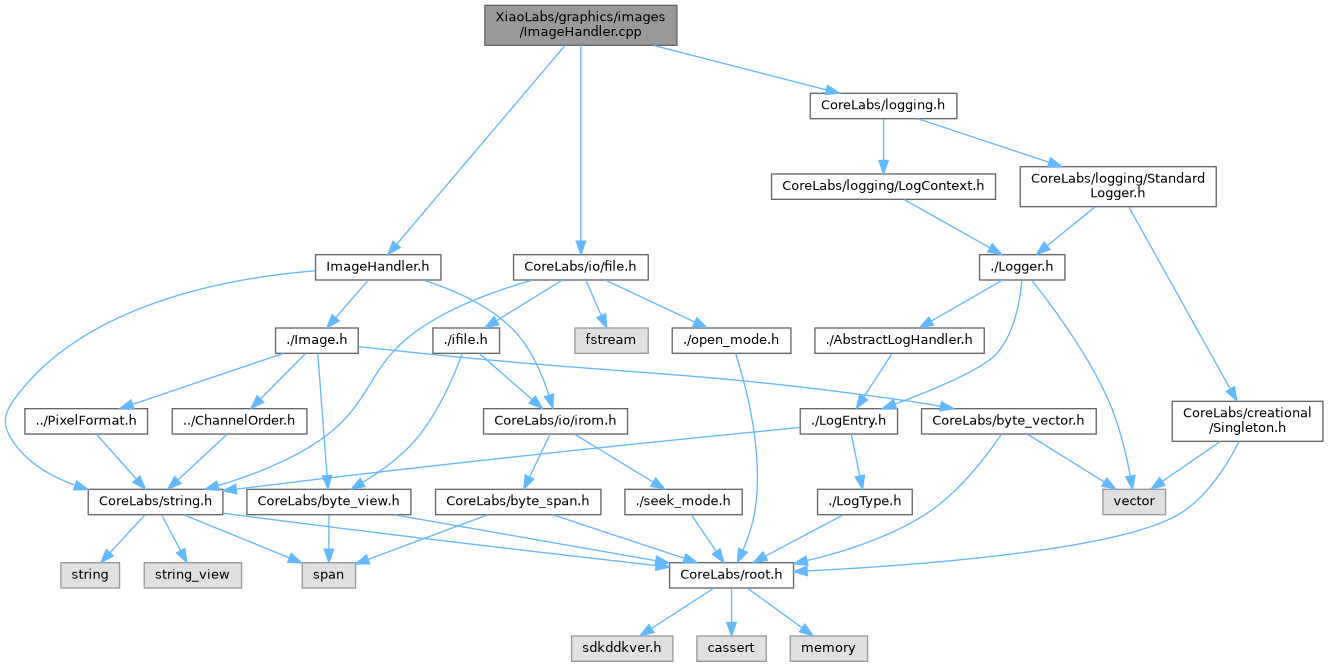 XiaoLabs/graphics/images
/ImageHandler.cpp
CoreLabs/logging.h
CoreLabs/logging/LogContext.h
CoreLabs/logging/Standard
Logger.h
ImageHandler.h
CoreLabs/io/file.h
./Logger.h
./Image.h
./ifile.h
fstream
./open_mode.h
./AbstractLogHandler.h
../PixelFormat.h
../ChannelOrder.h
CoreLabs/io/irom.h
./LogEntry.h
CoreLabs/byte_vector.h
CoreLabs/creational
/Singleton.h
CoreLabs/string.h
CoreLabs/byte_view.h
CoreLabs/byte_span.h
./seek_mode.h
./LogType.h
vector
string
string_view
span
CoreLabs/root.h
sdkddkver.h
cassert
memory